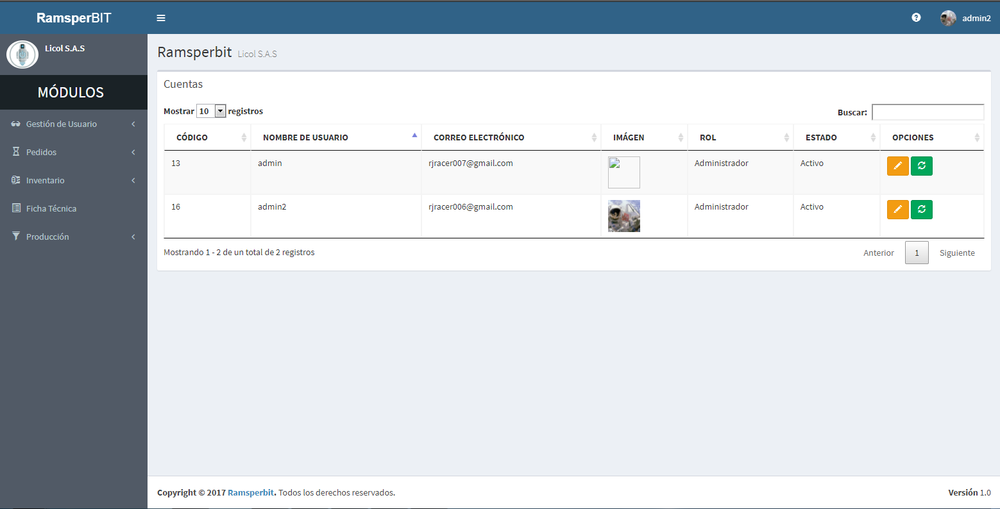 RamsperBIT
admin2
Licol S.A.S
MÓDULOS
Gestión de Usuario
Pedidos
Inventario
Ficha Técnica
Producción
Ramsperbit Licol S.A.S
Cuentas
Mostrar 10 registros
Buscar:
CÓDIGO NOMBRE DE USUARIO CORREO ELECTRÓNICO IMÁGEN ROL ESTADO OPCIONES
13 admin rjracer007@gmail.com Administrador Activo
16 admin2 rjracer006@gmail.com Administrador Activo
Mostrando 1 - 2 de un total de 2 registros
Anterior 1 Siguiente
Copyright © 2017 Ramsperbit. Todos los derechos reservados.
Versión 1.0